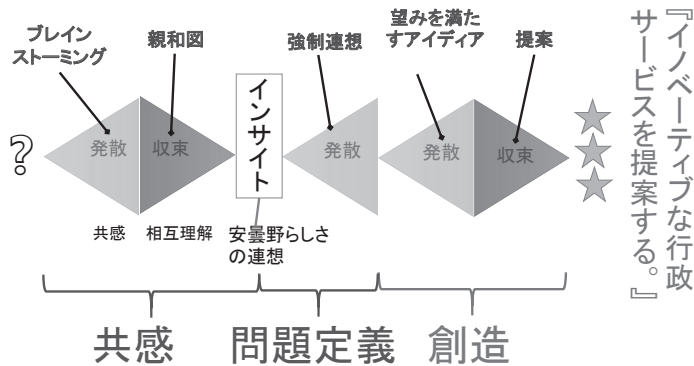 ブレイン
ストーミング
親和図
強制連想
望みを満た
すアイディア
提案
?
発散
収束
インサイト
発散
発散
収束
共感
相互理解
安曇野らしさ
の連想
共感
問題定義
創造
『イノベーティブな行政
サービスを提案する。』